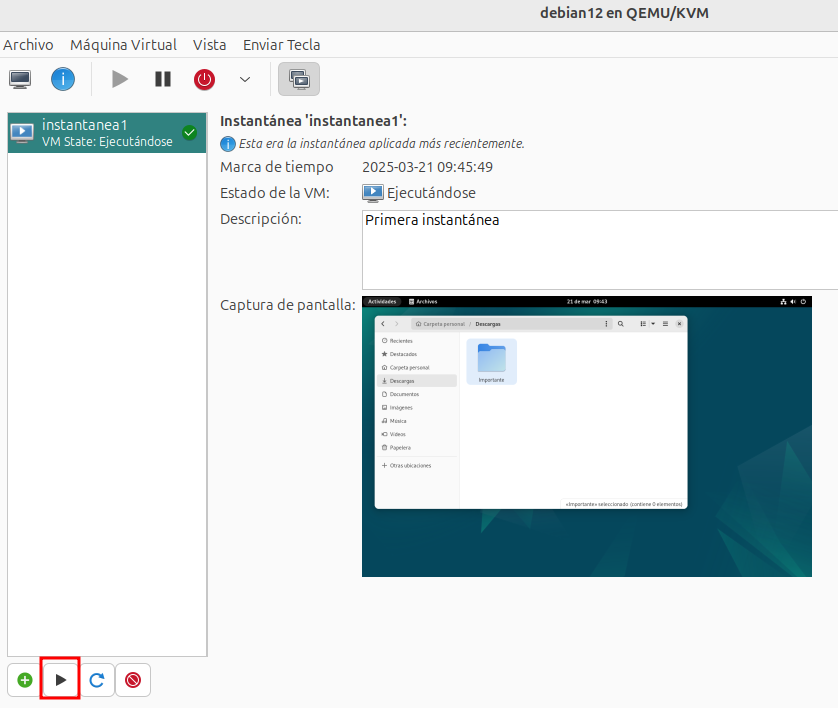 debian12 en QEMU/KVM
Archivo Máquina Virtual Vista Enviar Tecla
instantanea1
VM State: Ejecutándose
Instantánea 'instantanea1':
Esta era la instantánea aplicada más recientemente.
Marca de tiempo 2025-03-21 09:45:49
Estado de la VM: Ejecutándose
Descripción: Primera instantánea
Captura de pantalla:
Actividades Archivos 21 de mar 09:43
Carpeta personal / Descargas
Recientes
Destacados
Carpeta personal
Descargas
Documentos
Imágenes
Música
Vídeos
Papelera
Otras ubicaciones
Importante
«Importante» seleccionado (contiene 0 elementos)